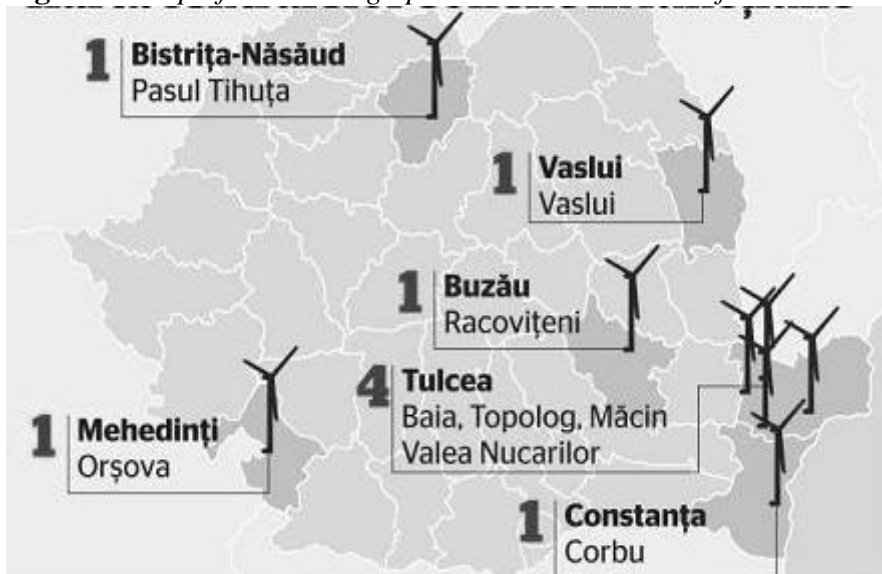 1 Bistrița-Năsăud
Pasul Tihuța
1 Vaslui
Vaslui
1 Buzău
Racovițeni
4 Tulcea
Baia, Topolog, Măcin
Valea Nucarilor
1 Mehedinți
Orșova
1 Constanța
Corbu